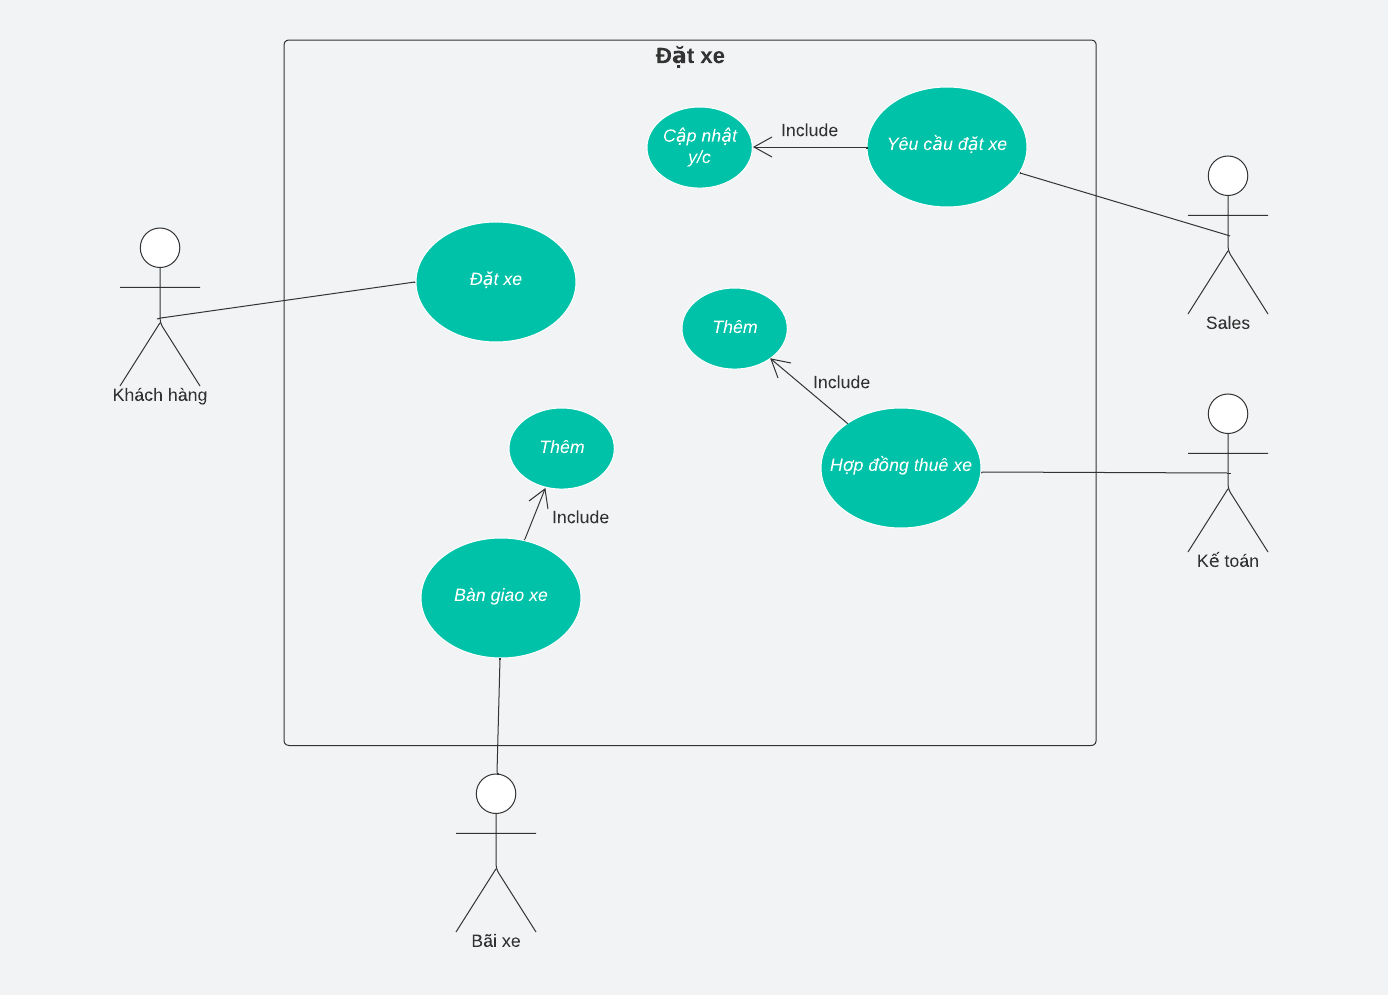 Đặt xe
Cập nhật
y/c
Include
Yêu cầu đặt xe
Đặt xe
Khách hàng
Sales
Thêm
Include
Hợp đồng thuê xe
Kế toán
Thêm
Include
Bàn giao xe
Bãi xe